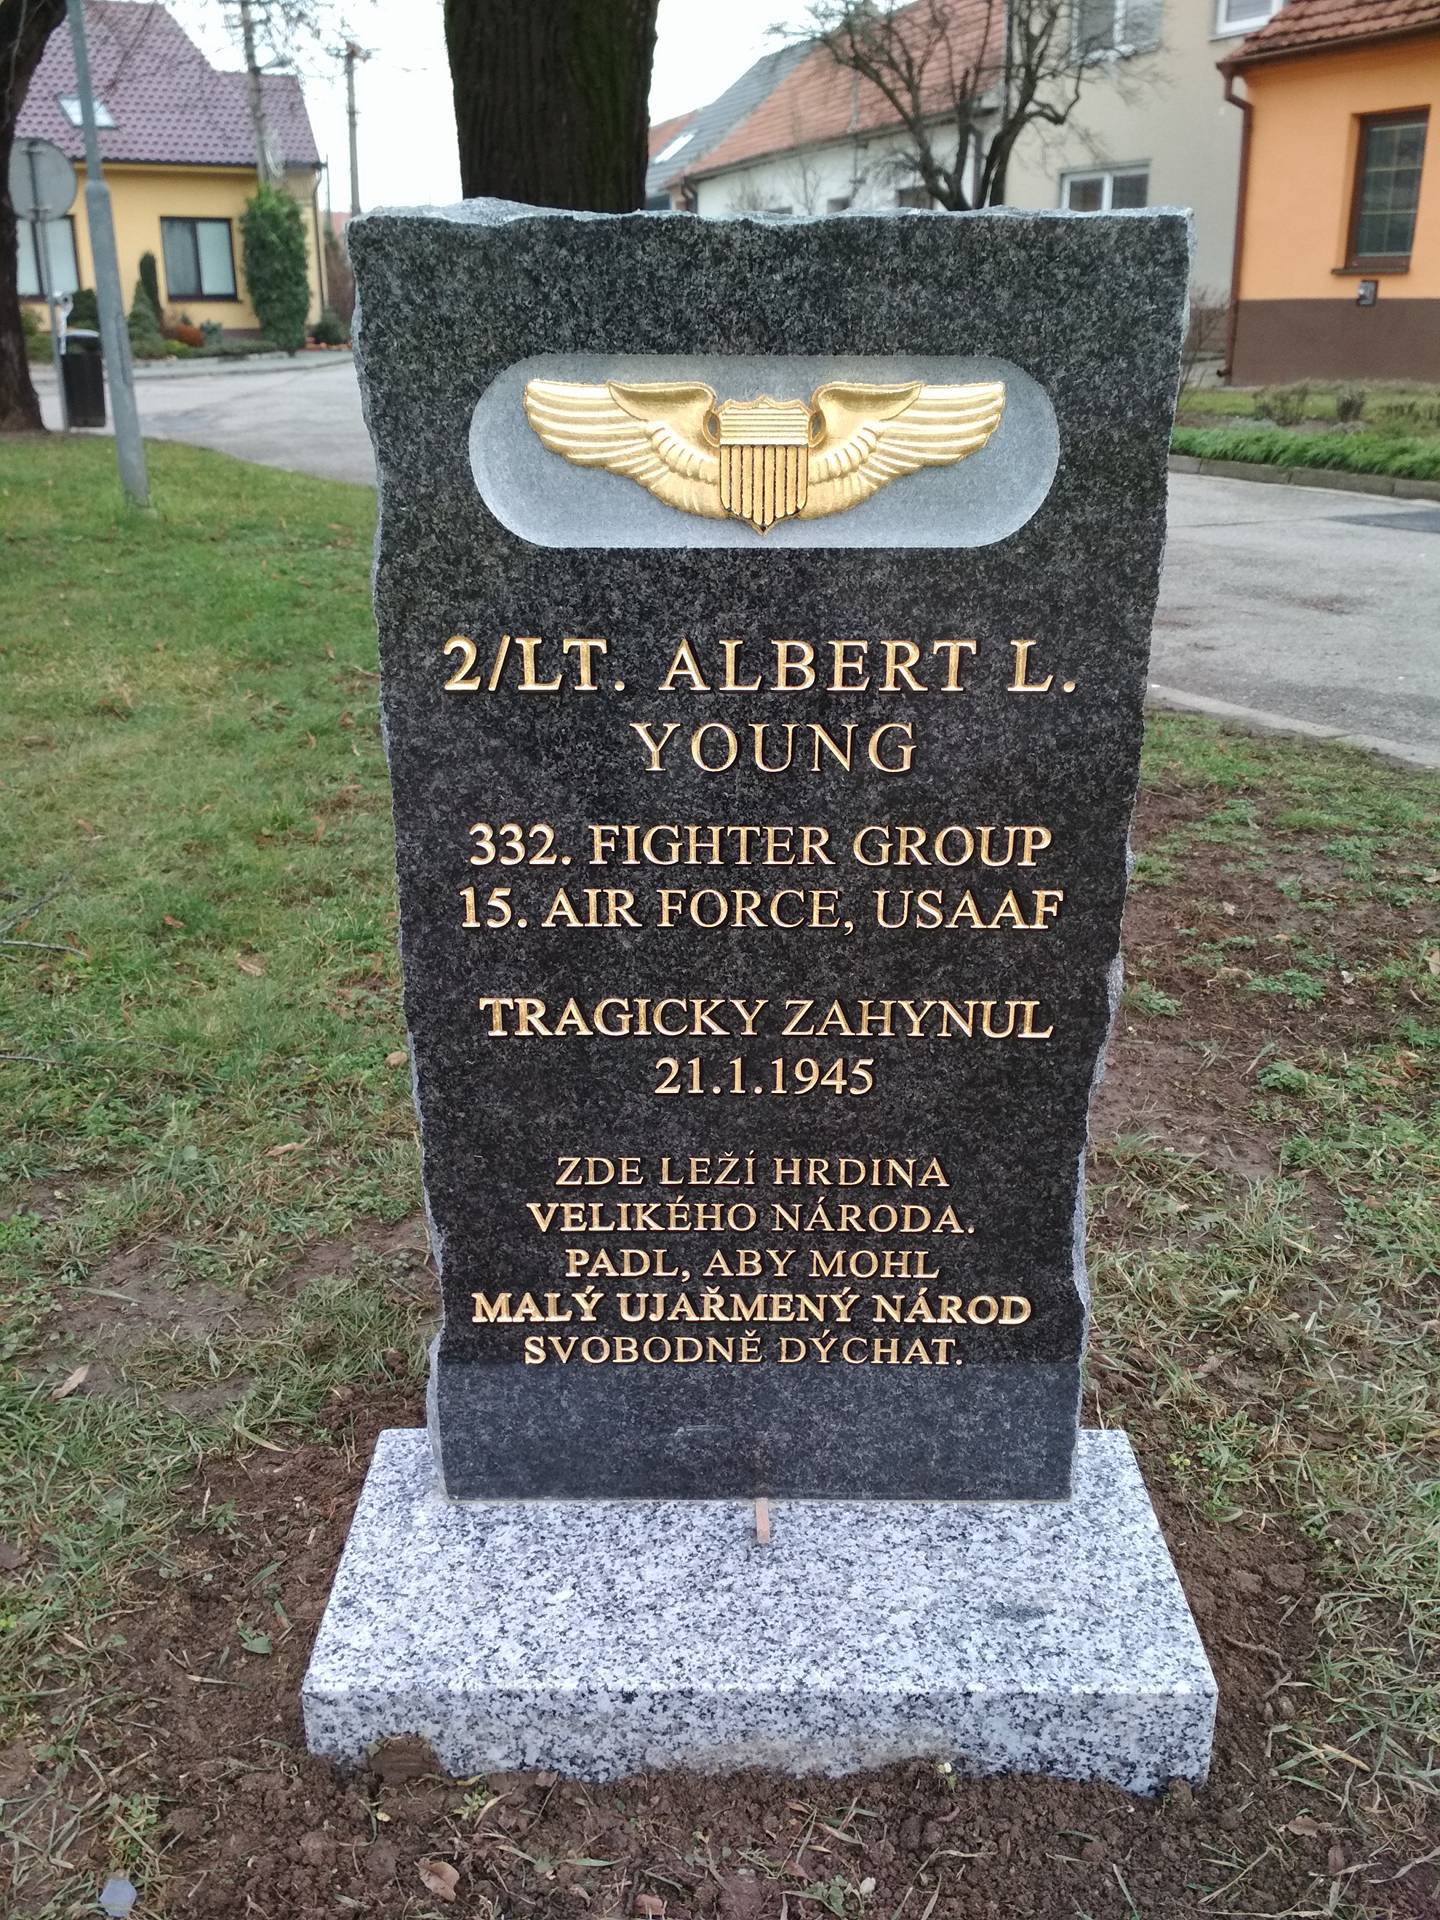 2/LT. ALBERT L.
YOUNG
332. FIGHTER GROUP
15. AIR FORCE, USAAF
TRAGICKY ZAHYNUL
21.1.1945
ZDE LEŽÍ HRDINA
VELIKÉHO NÁRODA.
PADL, ABY MOHL
MALÝ UJAŘMENÝ NÁROD
SVOBODNĚ DÝCHAT.